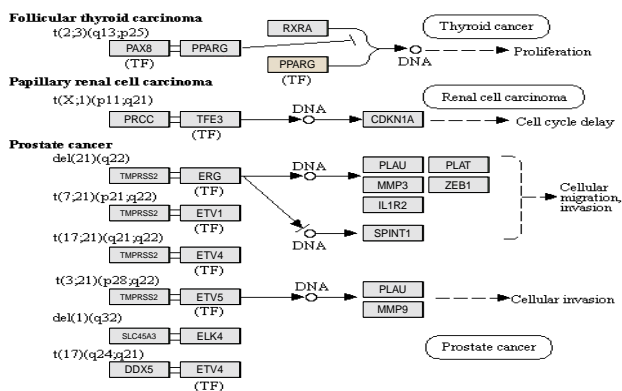 Follicular thyroid carcinoma
t(2;3)(q13;p25)
RXRA
Thyroid cancer
PAX8 PPARG
(TF)
PPARG
(TF)
DNA
Proliferation
Papillary renal cell carcinoma
t(X;1)(p11;q21)
Renal cell carcinoma
PRCC TFE3
(TF)
DNA
CDKN1A
Cell cycle delay
Prostate cancer
del(21)(q22)
TMPRSS2 ERG
(TF)
DNA
PLAU PLAT
MMP3 ZEB1
IL1R2
Cellular
migration,
invasion
t(7;21)(p21;q22)
TMPRSS2 ETV1
(TF)
DNA
SPINT1
t(17;21)(q21;q22)
TMPRSS2 ETV4
(TF)
t(3;21)(p28;q22)
TMPRSS2 ETV5
(TF)
DNA
PLAU
MMP9
Cellular invasion
del(1)(q32)
SLC45A3 ELK4
Prostate cancer
t(17)(q24;q21)
DDX5 ETV4
(TF)